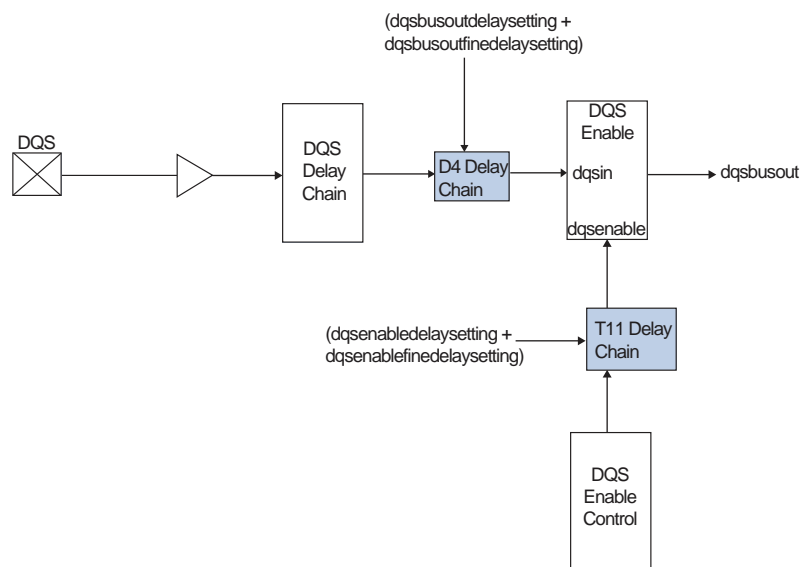 (dqsbusoutdelaysetting +
dqsbusoutfinedelaysetting)
DQS
DQS
Delay
Chain
D4 Delay
Chain
DQS
Enable
dqsin
dqsbusout
dqsenable
(dqsenabledelaysetting +
dqsenablefinedelaysetting)
T11 Delay
Chain
DQS
Enable
Control